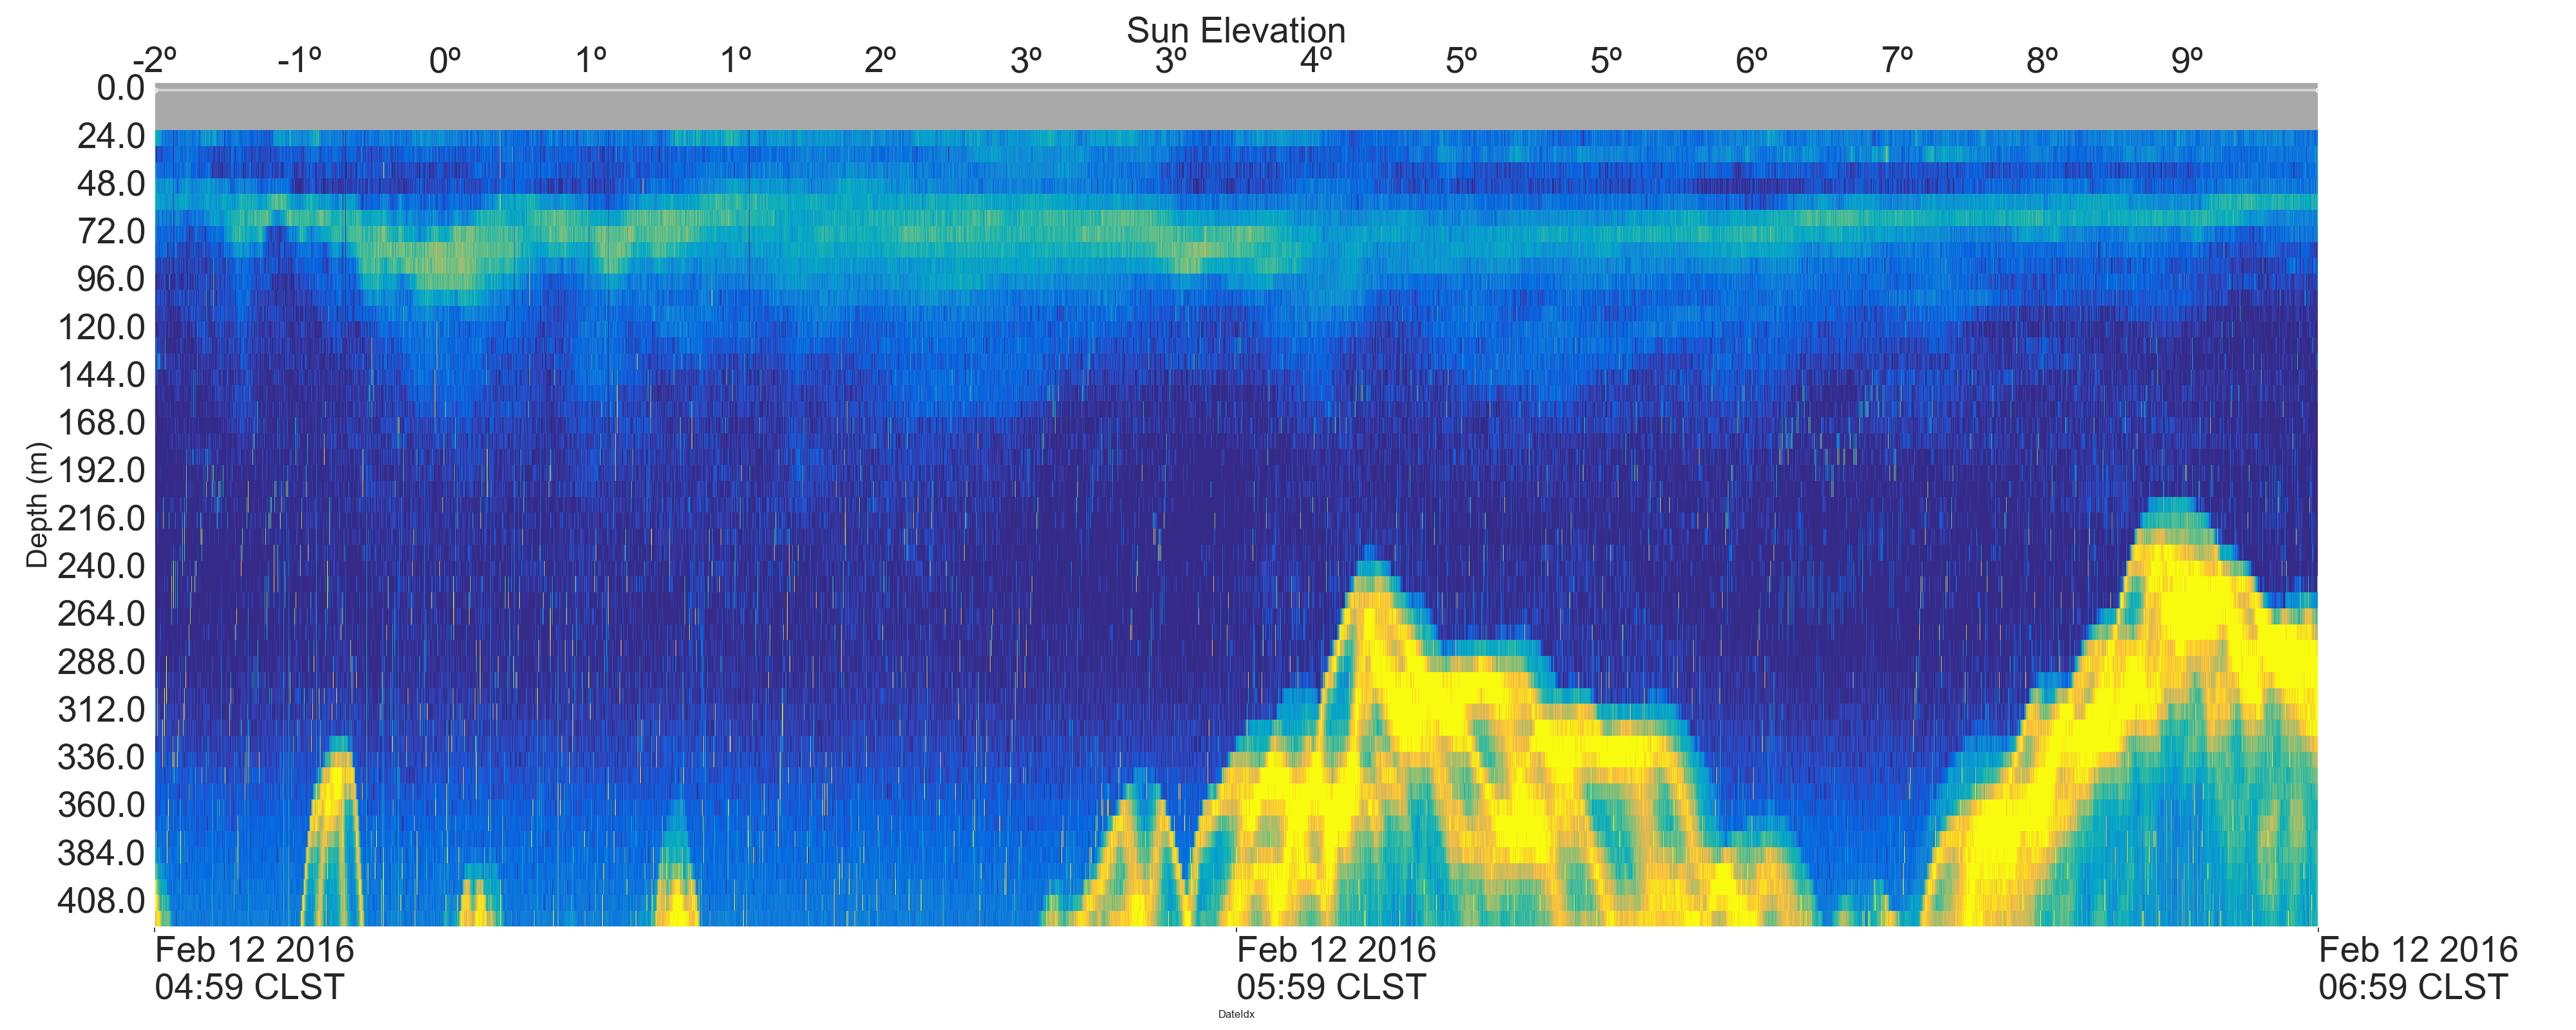 Sun Elevation
-2º -1º 0º 1º 1º 2º 3º 3º 4º 5º 5º 6º 7º 8º 9º
0.0
24.0
48.0
72.0
96.0
120.0
144.0
168.0
192.0
216.0
240.0
264.0
288.0
312.0
336.0
360.0
384.0
408.0
Depth (m)
Feb 12 2016
04:59 CLST
Feb 12 2016
05:59 CLST
Feb 12 2016
06:59 CLST
DateIdx